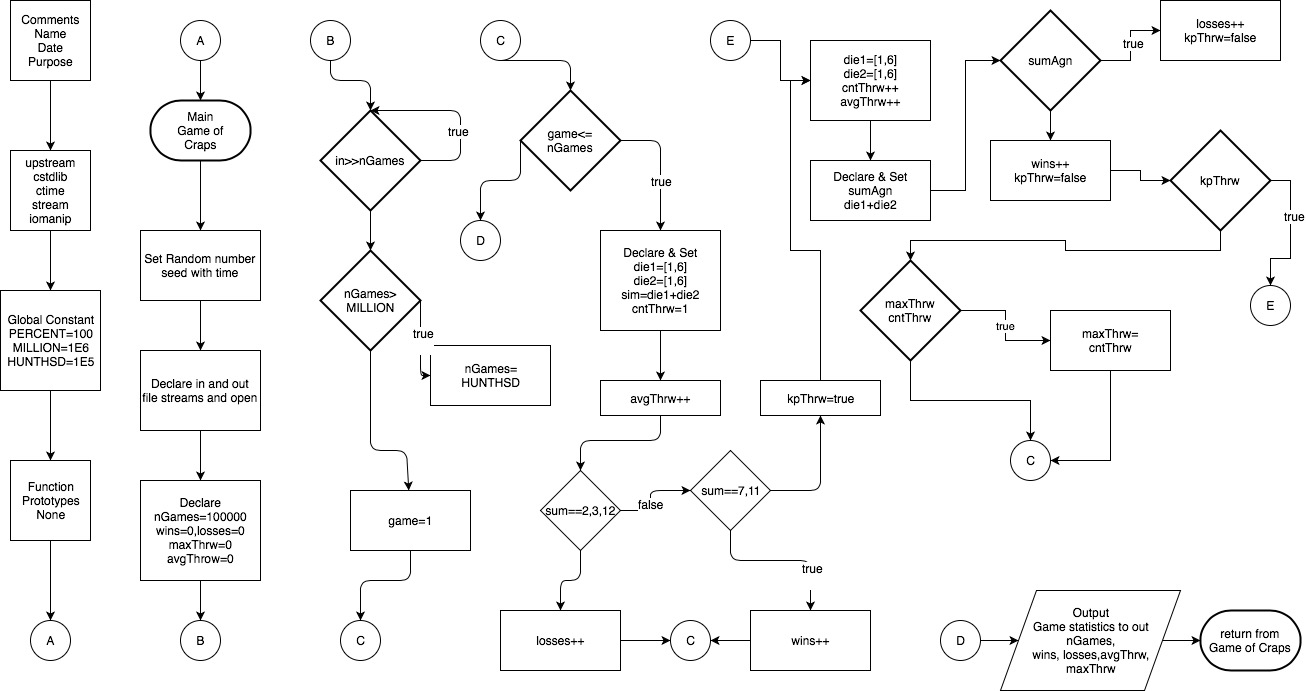 Comments
Name
Date
Purpose
upstream
cstdlib
ctime
stream
iomanip
Global Constant
PERCENT=100
MILLION=1E6
HUNTHSD=1E5
Function
Prototypes
None
A
A
Main
Game of
Craps
Set Random number
seed with time
Declare in and out
file streams and open
Declare
nGames=100000
wins=0,losses=0
maxThrw=0
avgThrow=0
B
B
in>>nGames
true
nGames>
MILLION
true
nGames=
HUNTHSD
game=1
C
C
game<=
nGames
true
D
Declare & Set
die1=[1,6]
die2=[1,6]
sim=die1+die2
cntThrw=1
avgThrw++
sum==2,3,12
false
sum==7,11
kpThrw=true
true
losses++
C
wins++
E
die1=[1,6]
die2=[1,6]
cntThrw++
avgThrw++
Declare & Set
sumAgn
die1+die2
sumAgn
true
losses++
kpThrw=false
wins++
kpThrw=false
kpThrw
true
E
maxThrw
cntThrw
true
maxThrw=
cntThrw
C
D
Output
Game statistics to out
nGames,
wins, losses,avgThrw,
maxThrw
return from
Game of Craps